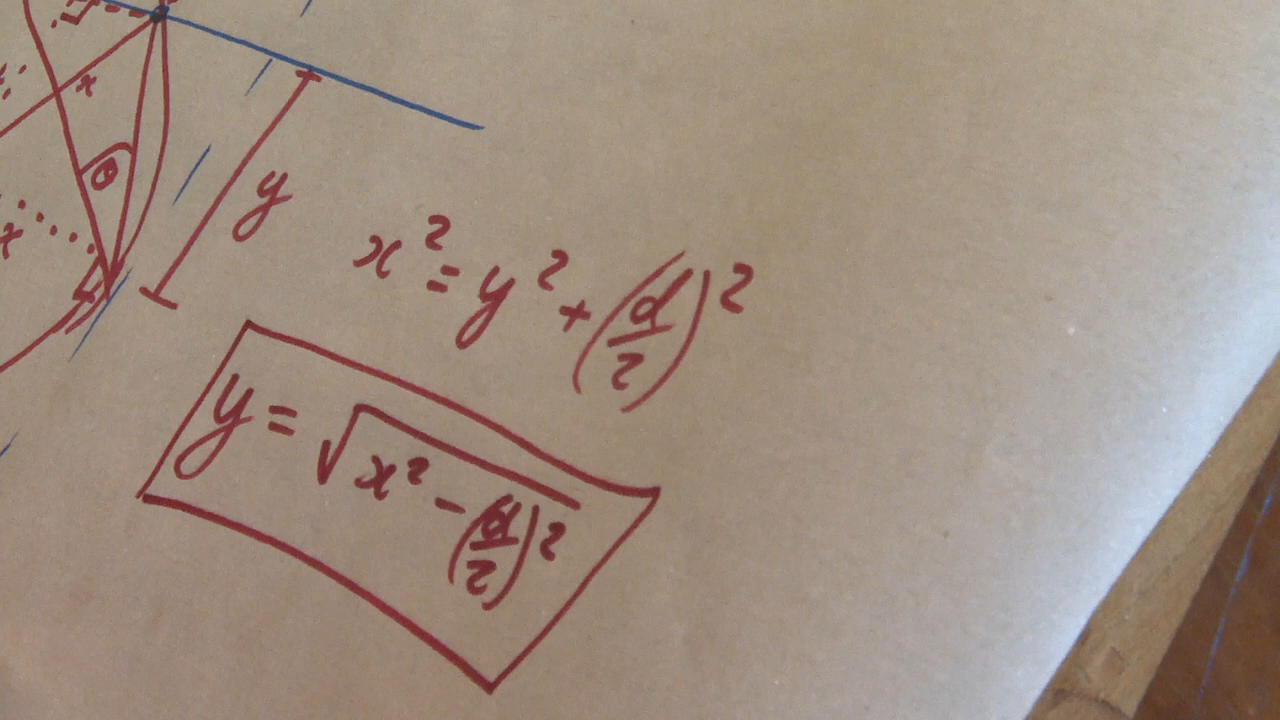 x
θ
x
y
x² = y² + (d/2)²
y = √(x² - (d/2)²)